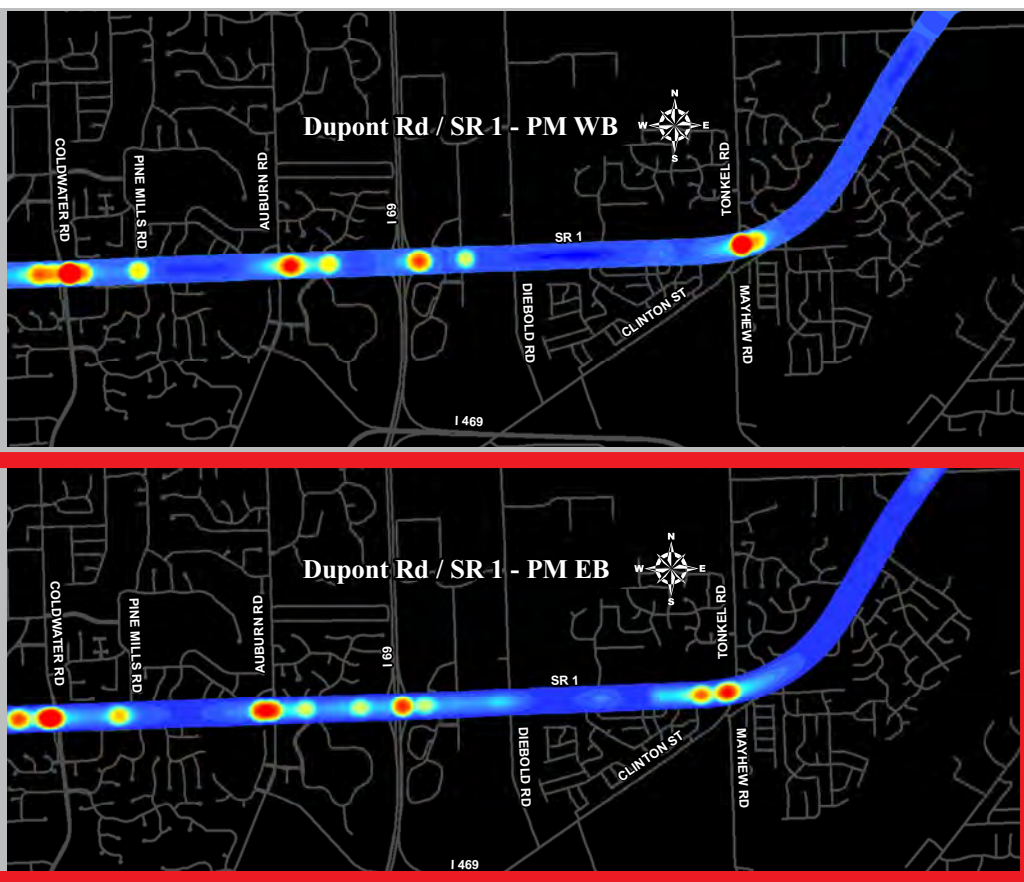 Dupont Rd / SR 1 - PM WB
N
W
E
S
COLDWATER RD
PINE MILLS RD
AUBURN RD
I 69
SR 1
TONKEL RD
DIEBOLD RD
CLINTON ST
MAYHEW RD
I 469
Dupont Rd / SR 1 - PM EB
N
W
E
S
COLDWATER RD
PINE MILLS RD
AUBURN RD
I 69
SR 1
TONKEL RD
DIEBOLD RD
CLINTON ST
MAYHEW RD
I 469